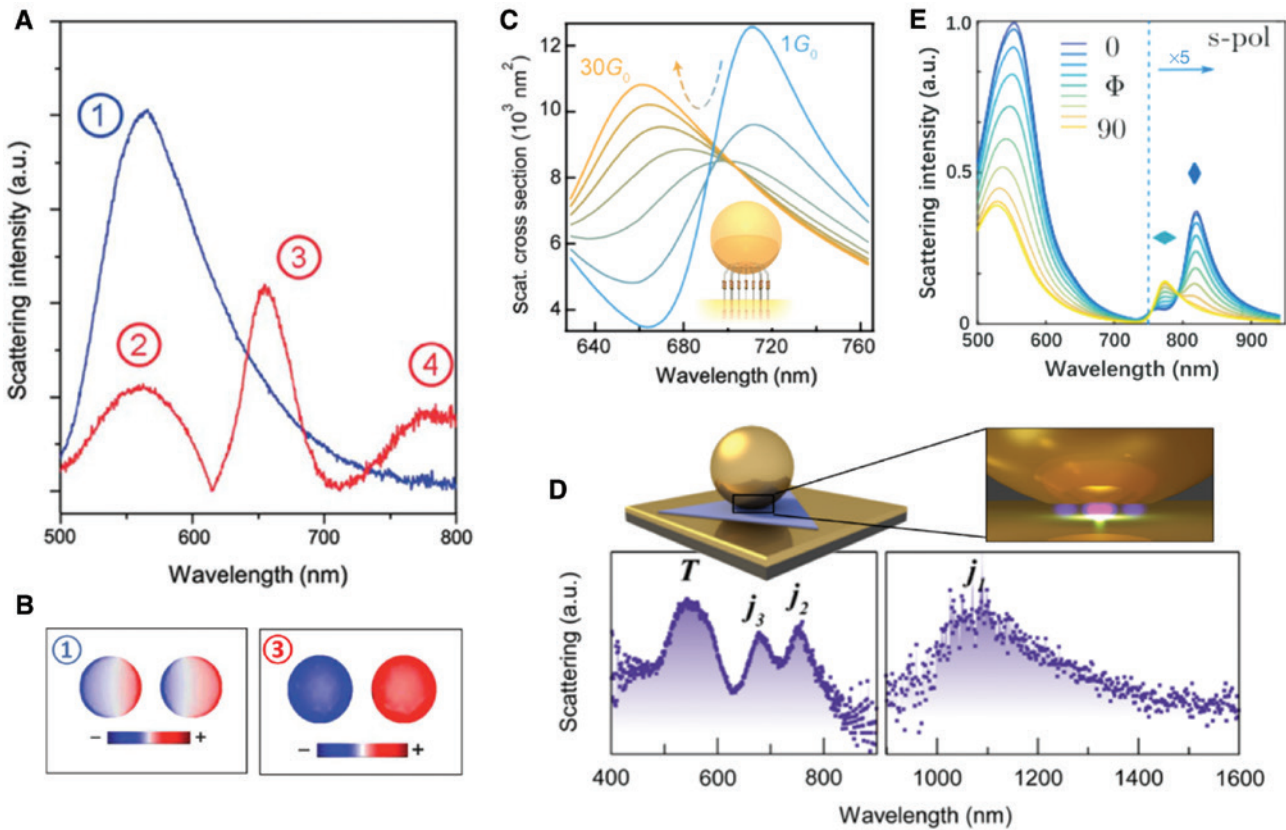 A
Scattering intensity (a.u.)
1
2
3
4
500 600 700 800
Wavelength (nm)
B
1
− +
3
− +
C
Scat. cross section (10³ nm²)
12
10
8
6
4
30G₀
1G₀
640 680 720 760
Wavelength (nm)
E
Scattering intensity (a.u.)
1.0
0.5
0
0
Φ
90
s-pol
×5
500 600 700 800 900
Wavelength (nm)
D
Scattering (a.u.)
T
j₃
j₂
j₁
400 600 800 1000 1200 1400 1600
Wavelength (nm)